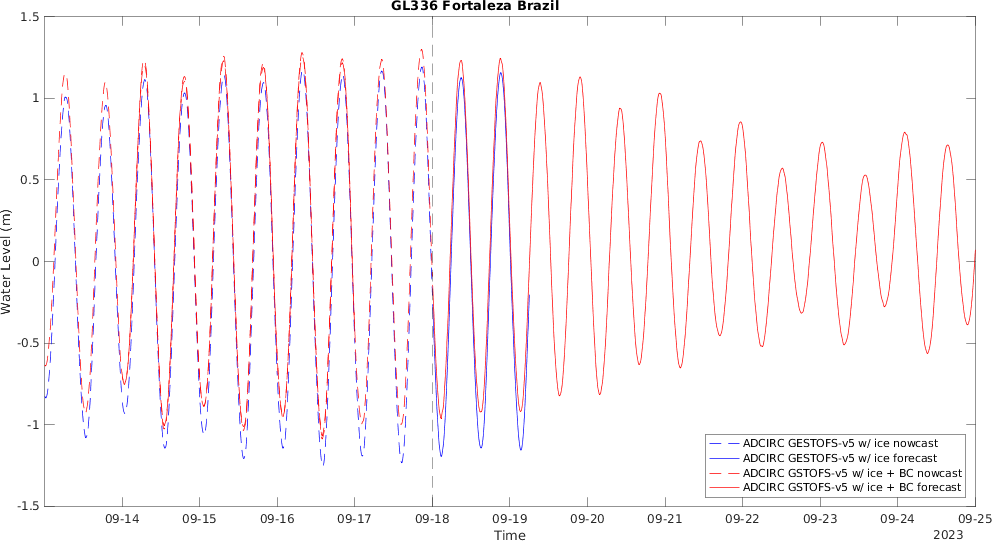 GL336 Fortaleza Brazil
1.5
1
0.5
0
-0.5
-1
-1.5
Water Level (m)
09-14 09-15 09-16 09-17 09-18 09-19 09-20 09-21 09-22 09-23 09-24 09-25
Time
2023
ADCIRC GESTOFS-v5 w/ ice nowcast
ADCIRC GESTOFS-v5 w/ ice forecast
ADCIRC GSTOFS-v5 w/ ice + BC nowcast
ADCIRC GSTOFS-v5 w/ ice + BC forecast